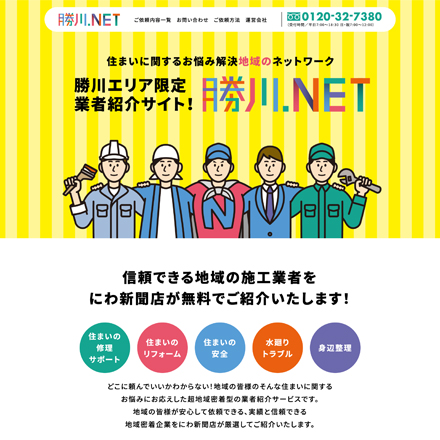 勝川.NET
ご依頼内容一覧 お問い合わせ ご依頼方法 運営会社
0120-32-7380
住まいに関するお悩み解決地域のネットワーク
勝川エリア限定
業者紹介サイト!
勝川.NET
N
信頼できる地域の施工業者を
にわ新聞店が無料でご紹介いたします!
住まいの
修理
サポート
住まいの
リフォーム
住まいの
安全
水廻り
トラブル
身辺整理
どこに頼んでいいかわからない!地域の皆様のそんな住まいに関する
お悩みにお応えした超地域密着型の業者紹介サービスです。
地域の皆様が安心して依頼できる、実績と信頼できる
地域密着企業をにわ新聞店が厳選してご紹介いたします。